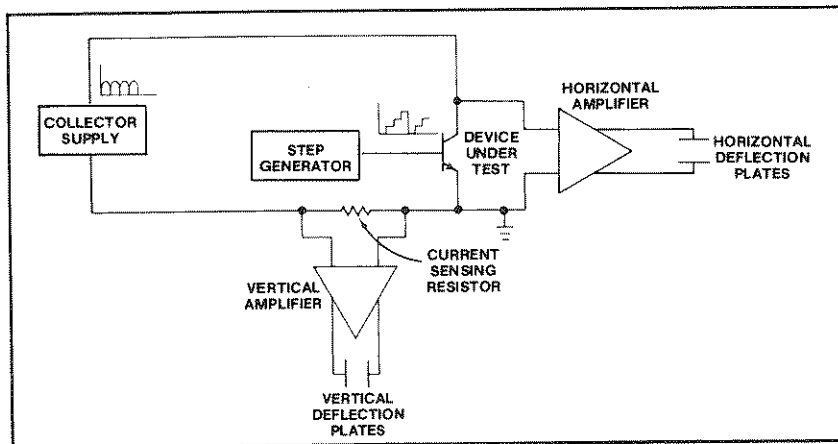 COLLECTOR
SUPPLY
STEP
GENERATOR
DEVICE
UNDER
TEST
HORIZONTAL
AMPLIFIER
HORIZONTAL
DEFLECTION
PLATES
CURRENT
SENSING
RESISTOR
VERTICAL
AMPLIFIER
VERTICAL
DEFLECTION
PLATES